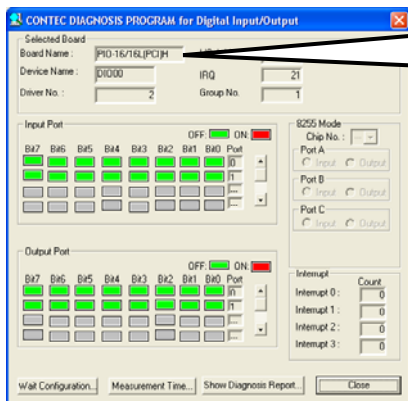 CONTEC DIAGNOSIS PROGRAM for Digital Input/Output
Selected Board
Board Name : PIO-16/16L(PCI)H
Device Name : DIO00 IRQ 21
Driver No. : 2 Group No. 1
Input Port
OFF: ON:
Bit7 Bit6 Bit5 Bit4 Bit3 Bit2 Bit1 Bit0 Port
0
1
...
...
Output Port
OFF: ON:
Bit7 Bit6 Bit5 Bit4 Bit3 Bit2 Bit1 Bit0 Port
0
1
...
...
8255 Mode
Chip No. : --
Port A
Input Output
Port B
Input Output
Port C
Input Output
Interrupt
Count
Interrupt 0 : 0
Interrupt 1 : 0
Interrupt 2 : 0
Interrupt 3 : 0
Wait Configuration... Measurement Time... Show Diagnosis Report... Close